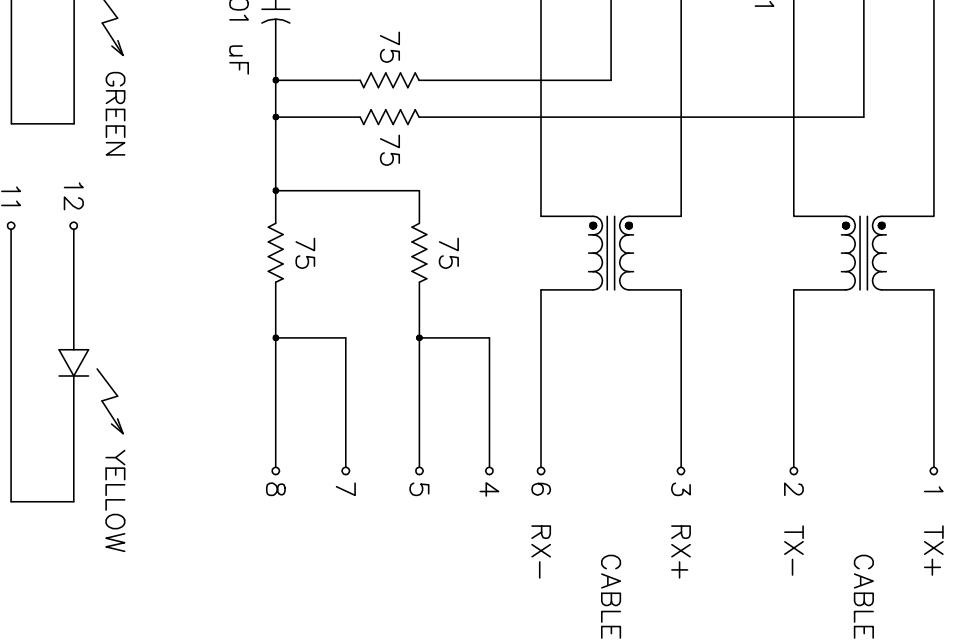 1 TX+
CABLE
2 TX-
3 RX+
CABLE
6 RX-
4
5
7
8
75
75
75
75
01 uF
1
GREEN
12
11
YELLOW